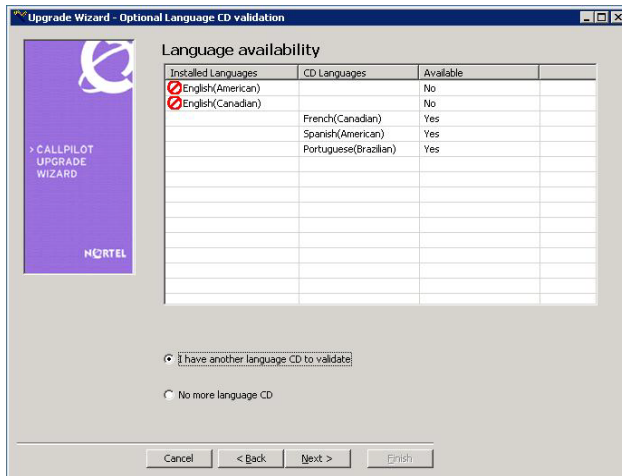 Upgrade Wizard - Optional Language CD validation
Language availability
Installed Languages CD Languages Available
English(American) No
English(Canadian) No
French(Canadian) Yes
Spanish(American) Yes
Portuguese(Brazilian) Yes
> CALLPILOT
UPGRADE
WIZARD
NORTEL
I have another language CD to validate
No more language CD
Cancel < Back Next > Finish